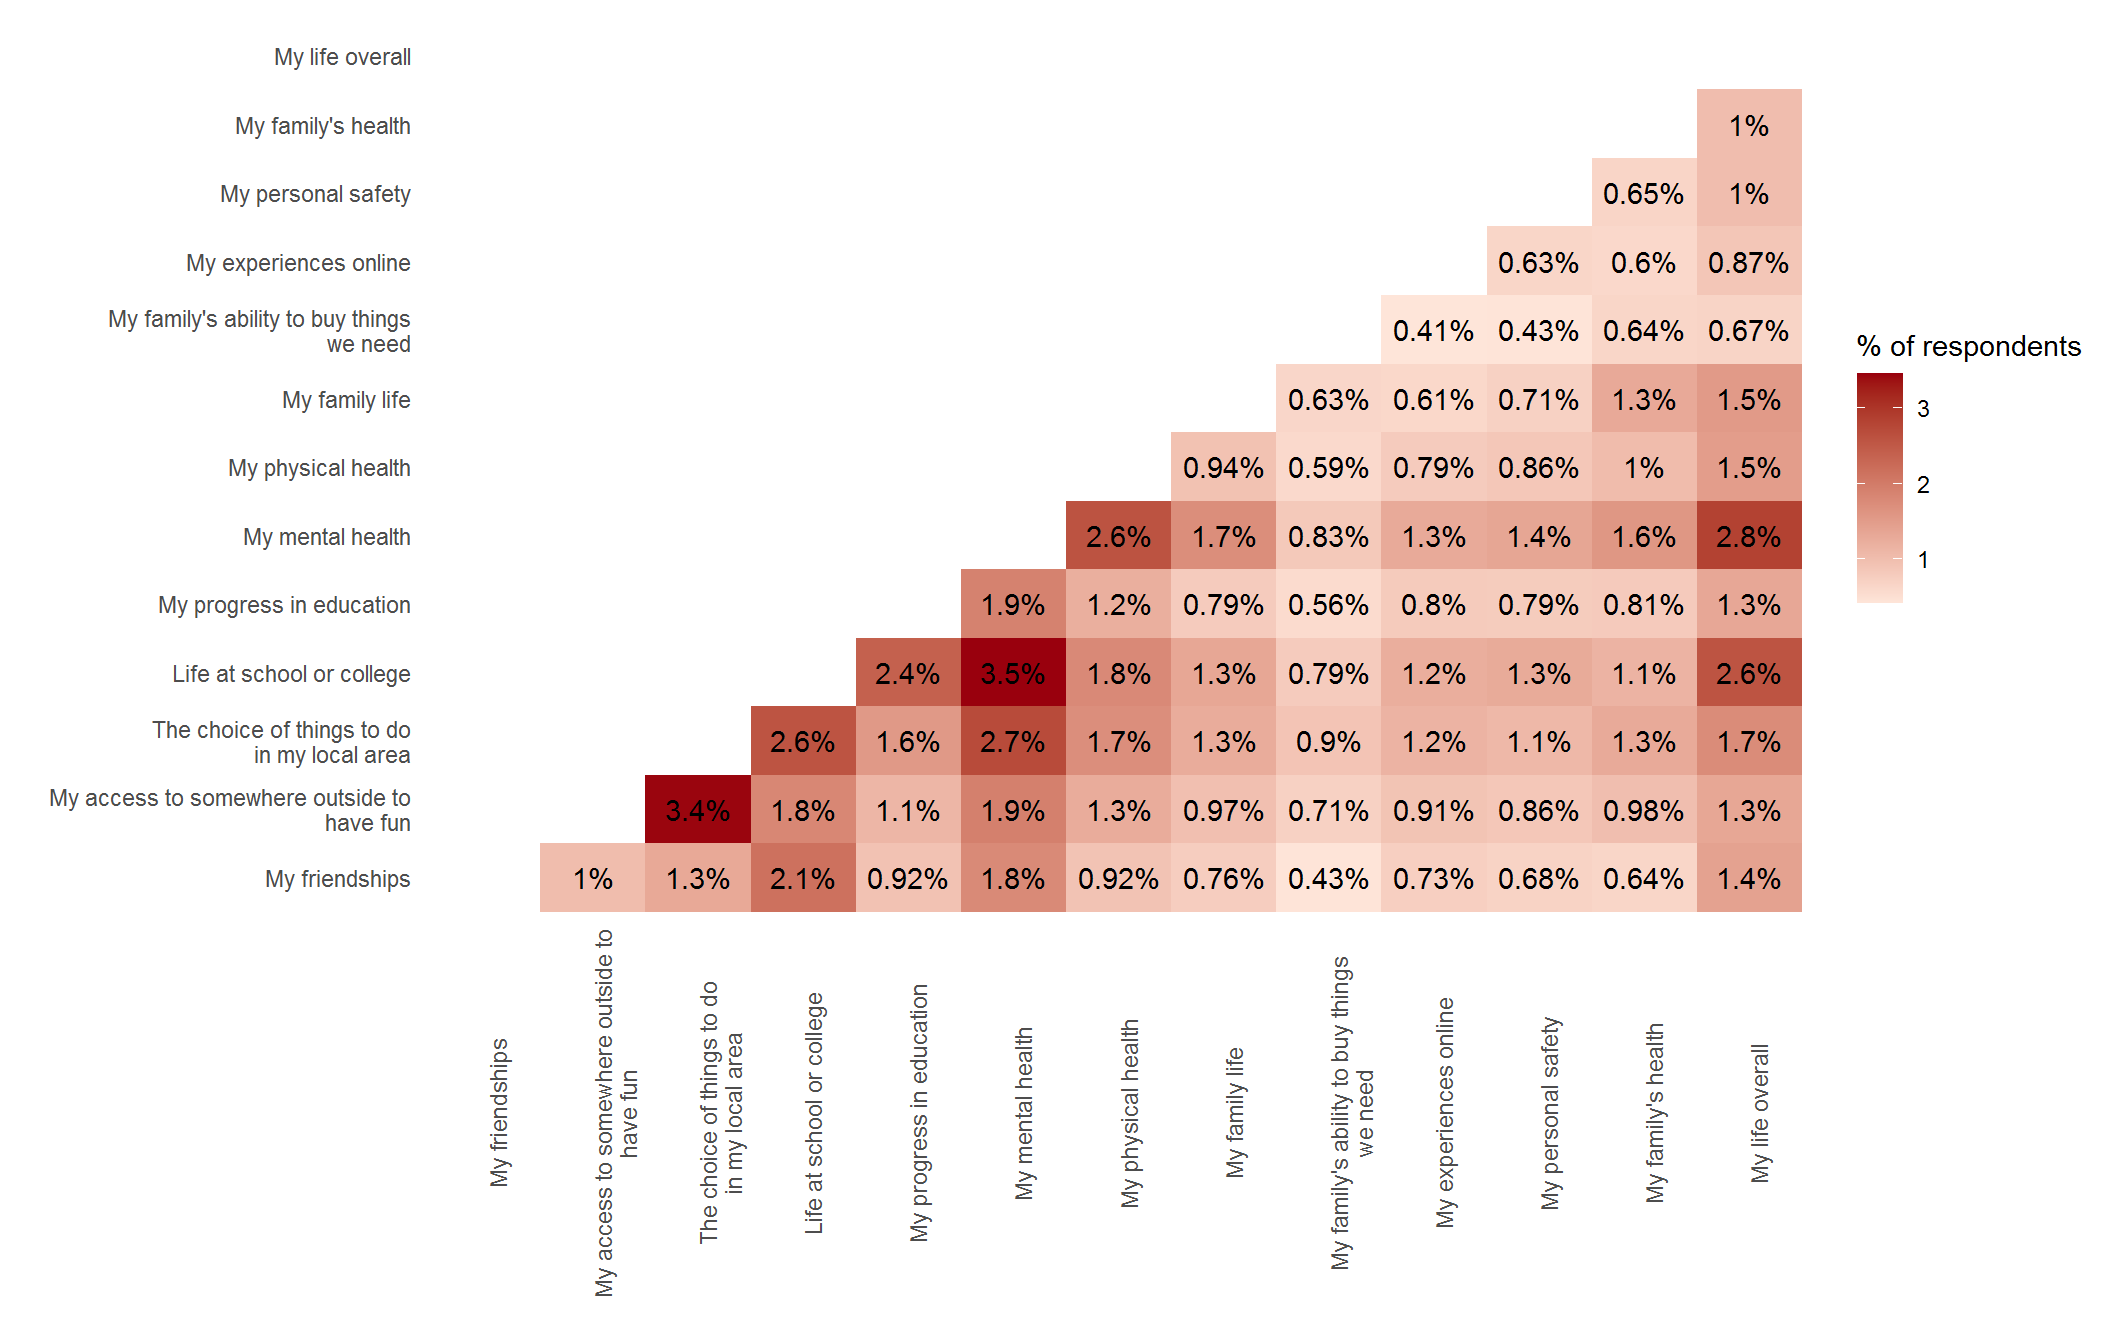 My life overall
My family's health
1%
My personal safety
0.65% 1%
My experiences online
0.63% 0.6% 0.87%
My family's ability to buy things
we need
0.41% 0.43% 0.64% 0.67%
My family life
0.63% 0.61% 0.71% 1.3% 1.5%
My physical health
0.94% 0.59% 0.79% 0.86% 1% 1.5%
My mental health
2.6% 1.7% 0.83% 1.3% 1.4% 1.6% 2.8%
My progress in education
1.9% 1.2% 0.79% 0.56% 0.8% 0.79% 0.81% 1.3%
Life at school or college
2.4% 3.5% 1.8% 1.3% 0.79% 1.2% 1.3% 1.1% 2.6%
The choice of things to do
in my local area
2.6% 1.6% 2.7% 1.7% 1.3% 0.9% 1.2% 1.1% 1.3% 1.7%
My access to somewhere outside to
have fun
3.4% 1.8% 1.1% 1.9% 1.3% 0.97% 0.71% 0.91% 0.86% 0.98% 1.3%
My friendships
1% 1.3% 2.1% 0.92% 1.8% 0.92% 0.76% 0.43% 0.73% 0.68% 0.64% 1.4%
My friendships
My access to somewhere outside to
have fun
The choice of things to do
in my local area
Life at school or college
My progress in education
My mental health
My physical health
My family life
My family's ability to buy things
we need
My experiences online
My personal safety
My family's health
My life overall
% of respondents
3
2
1